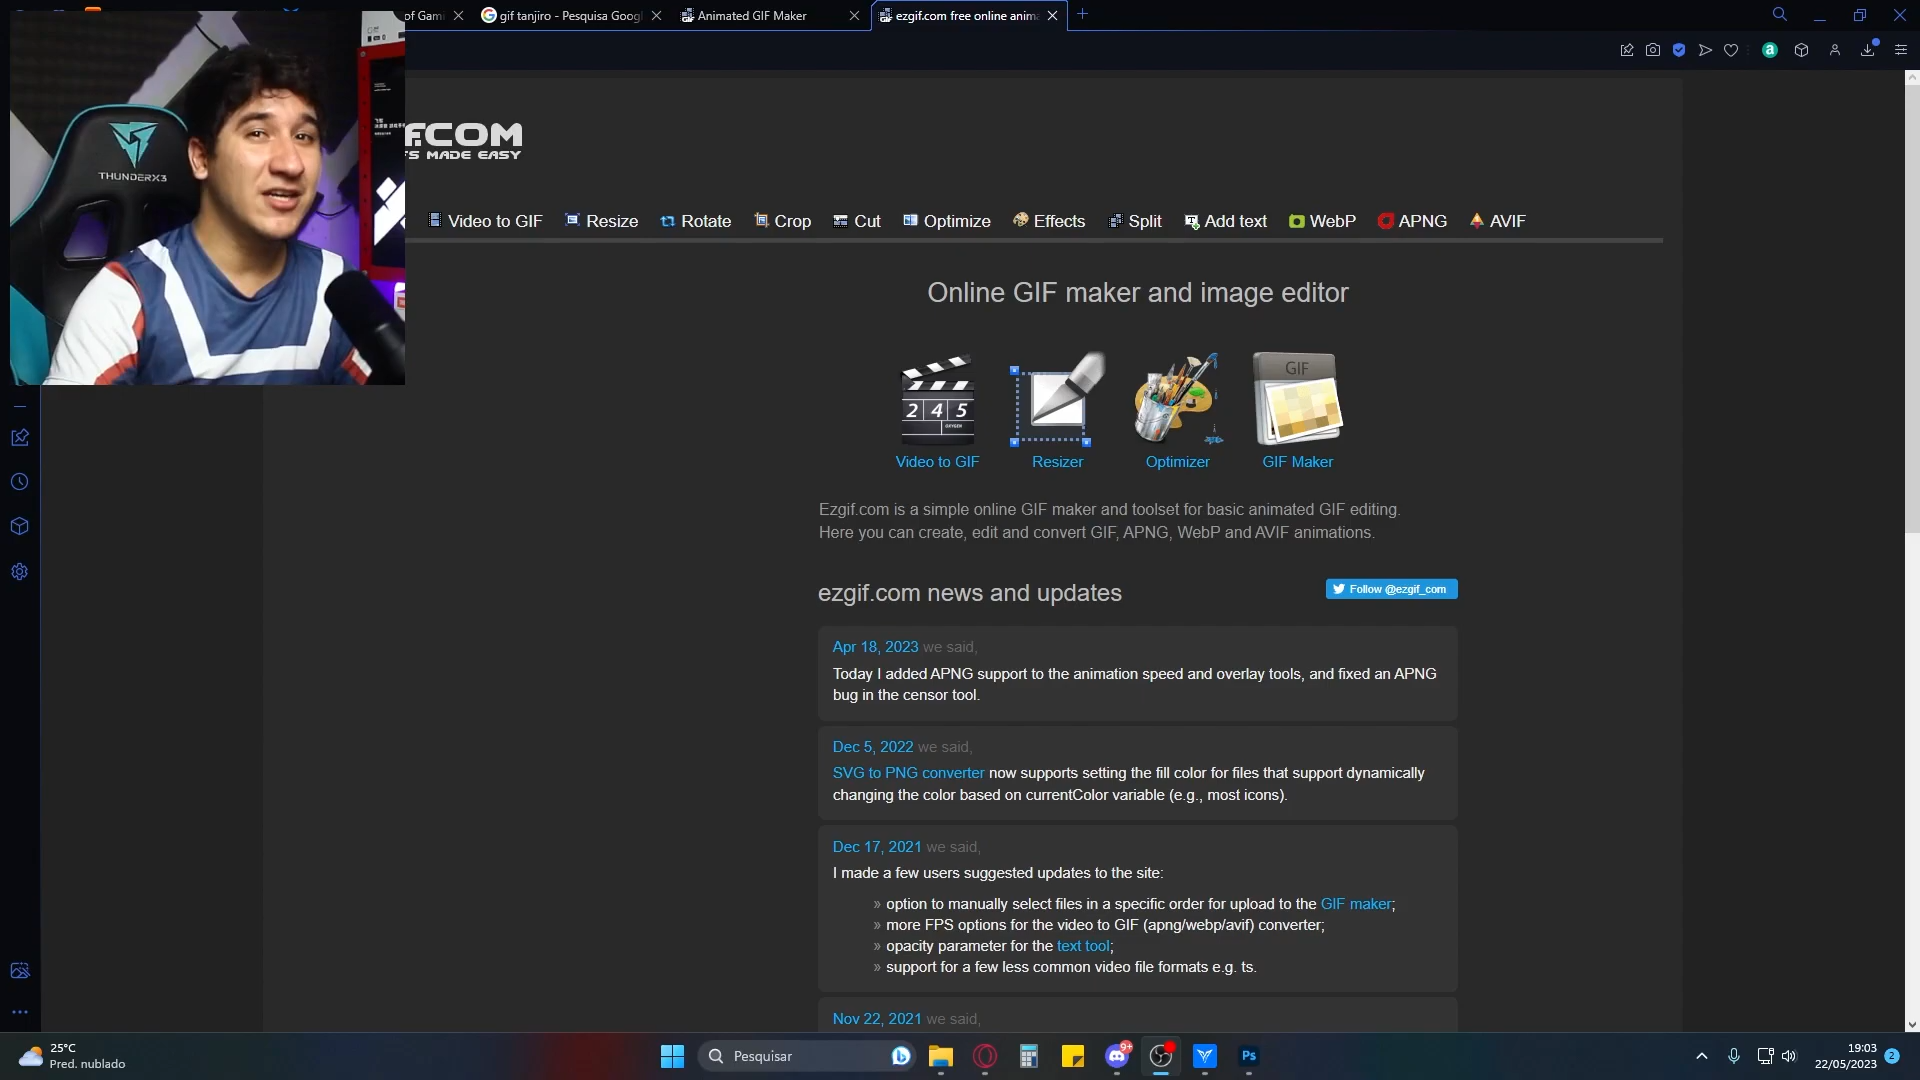 of Gami
gif tanjiro - Pesquisa Googl
Animated GIF Maker
ezgif.com free online anima
THUNDERX3
F.COM
TS MADE EASY
Video to GIF
Resize
Rotate
Crop
Cut
Optimize
Effects
Split
Add text
WebP
APNG
AVIF
Online GIF maker and image editor
2 4 5
GIF
Video to GIF
Resizer
Optimizer
GIF Maker
Ezgif.com is a simple online GIF maker and toolset for basic animated GIF editing.
Here you can create, edit and convert GIF, APNG, WebP and AVIF animations.
ezgif.com news and updates
Follow @ezgif_com
Apr 18, 2023 we said,
Today I added APNG support to the animation speed and overlay tools, and fixed an APNG
bug in the censor tool.
Dec 5, 2022 we said,
SVG to PNG converter now supports setting the fill color for files that support dynamically
changing the color based on currentColor variable (e.g., most icons).
Dec 17, 2021 we said,
I made a few users suggested updates to the site:
» option to manually select files in a specific order for upload to the GIF maker;
» more FPS options for the video to GIF (apng/webp/avif) converter;
» opacity parameter for the text tool;
» support for a few less common video file formats e.g. ts.
Nov 22, 2021 we said,
25°C
Pred. nublado
Pesquisar
9+
Ps
19:03
22/05/2023
2